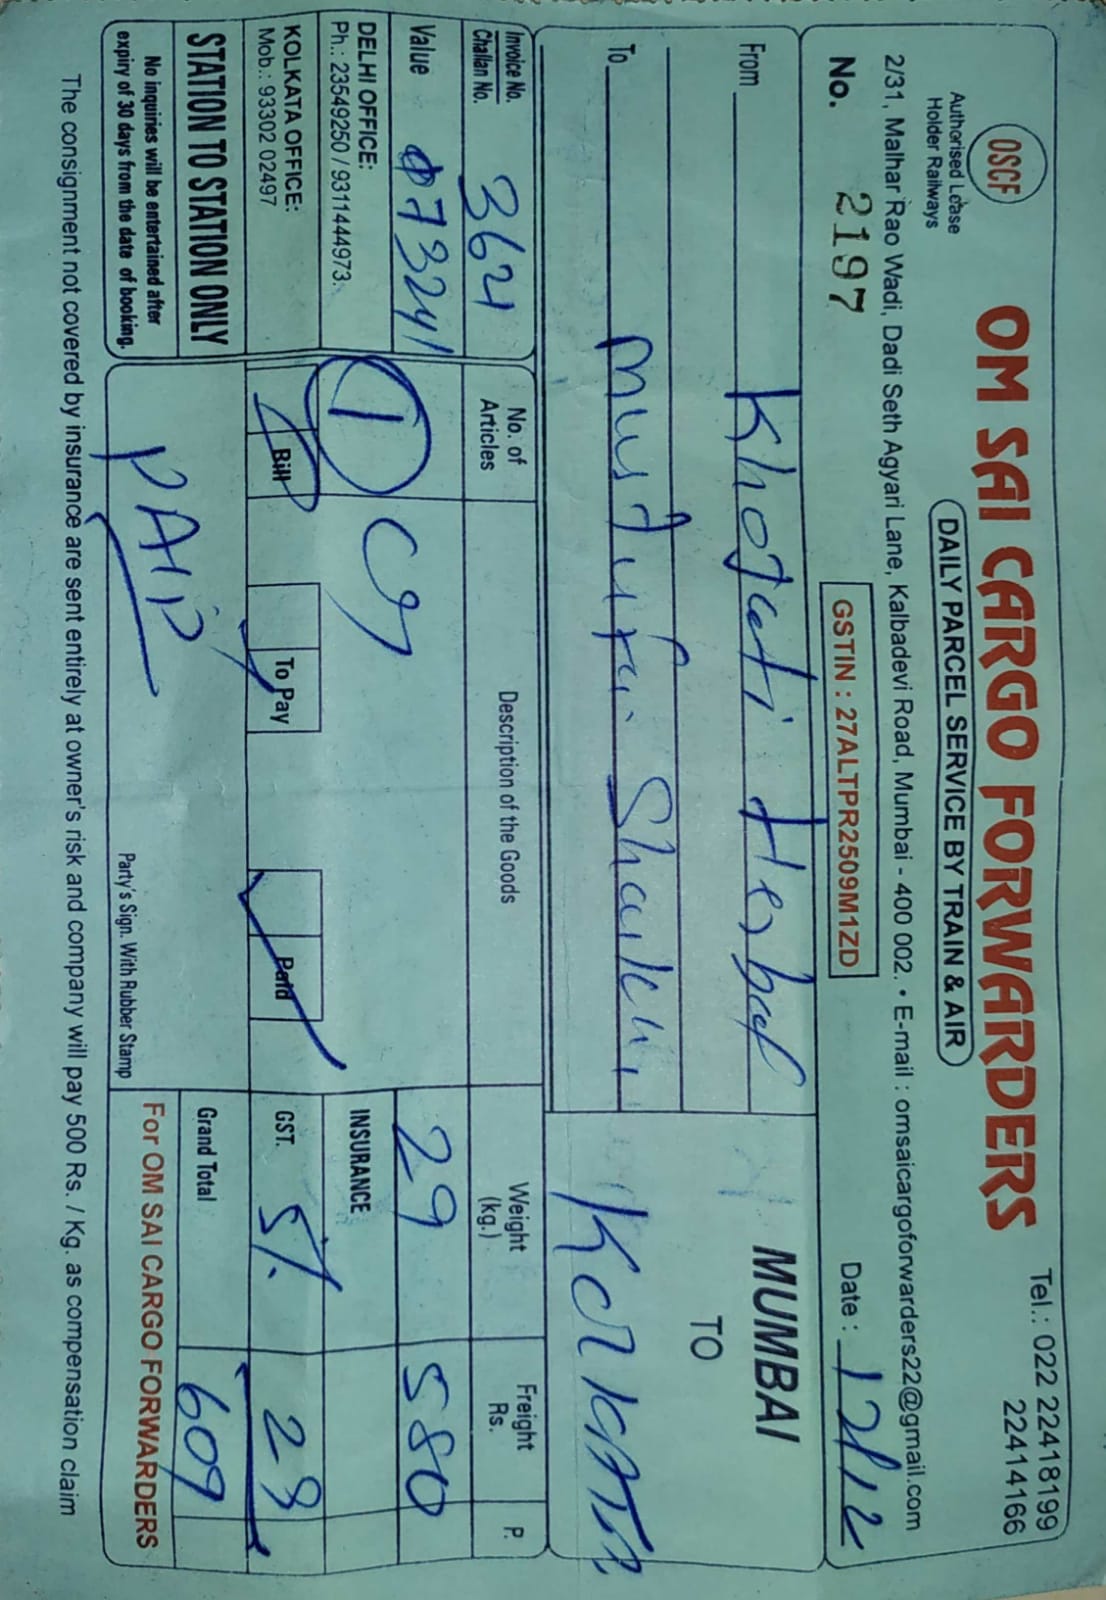 OSCF
Authorised Lease
Holder Railways
OM SAI CARGO FORWARDERS
DAILY PARCEL SERVICE BY TRAIN & AIR
Tel.: 022 22418199
22414166
2/31, Malhar Rao Wadi, Dadi Seth Agyari Lane, Kalbadevi Road, Mumbai - 400 002. • E-mail : omsaicargoforwarders22@gmail.com
No. 2197
GSTIN : 27ALTPR2509M1ZD
Date : 12/12
From Khojati
MUMBAI
TO
To Mustufa Shaikh
Invoice No.
Challan No.
3621
No. of
Articles
Description of the Goods
Weight
(kg.)
Freight
Rs.
P.
Value 7324/
1
29
580
DELHI OFFICE:
Ph.: 23549250 / 9311444973.
INSURANCE
KOLKATA OFFICE:
Mob.: 93302 02497
Bill
To Pay
Paid
GST. 5% 29
STATION TO STATION ONLY
PAID
Grand Total 609
No inquiries will be entertained after
expiry of 30 days from the date of booking.
Party's Sign. With Rubber Stamp
For OM SAI CARGO FORWARDERS
The consignment not covered by insurance are sent entirely at owner's risk and company will pay 500 Rs. / Kg. as compensation claim